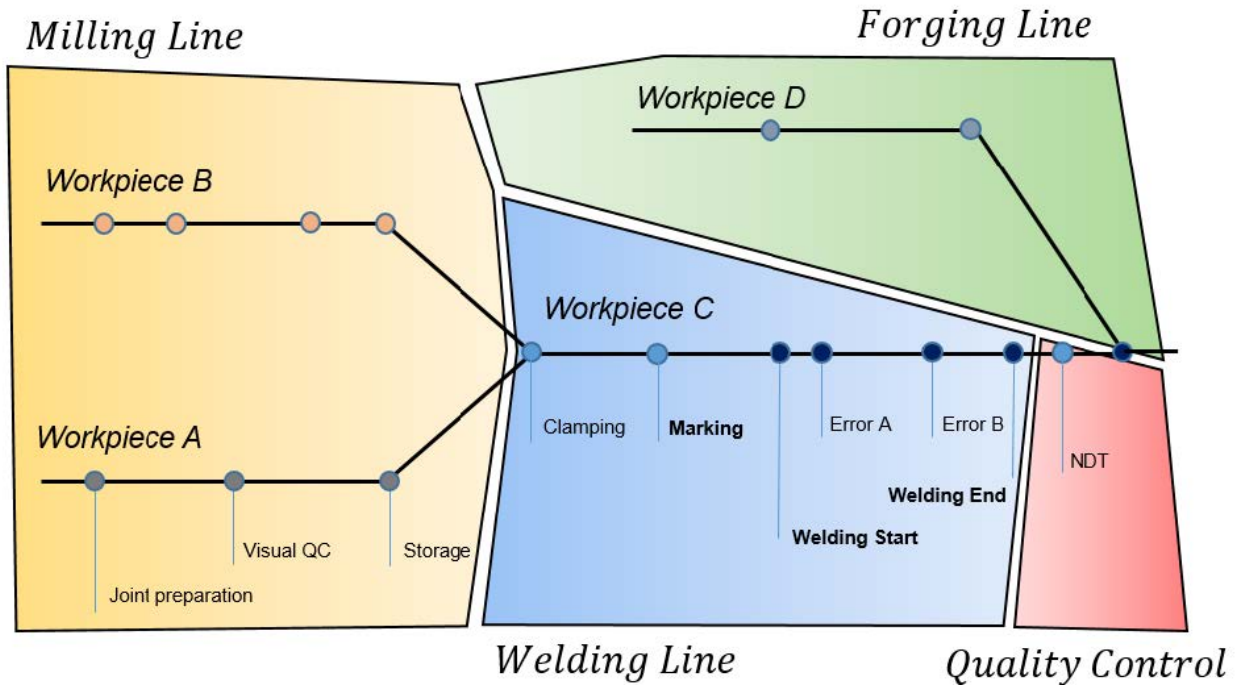 Milling Line
Forging Line
Workpiece D
Workpiece B
Workpiece C
Clamping
Marking
Error A
Error B
NDT
Workpiece A
Welding End
Welding Start
Visual QC
Storage
Joint preparation
Welding Line
Quality Control